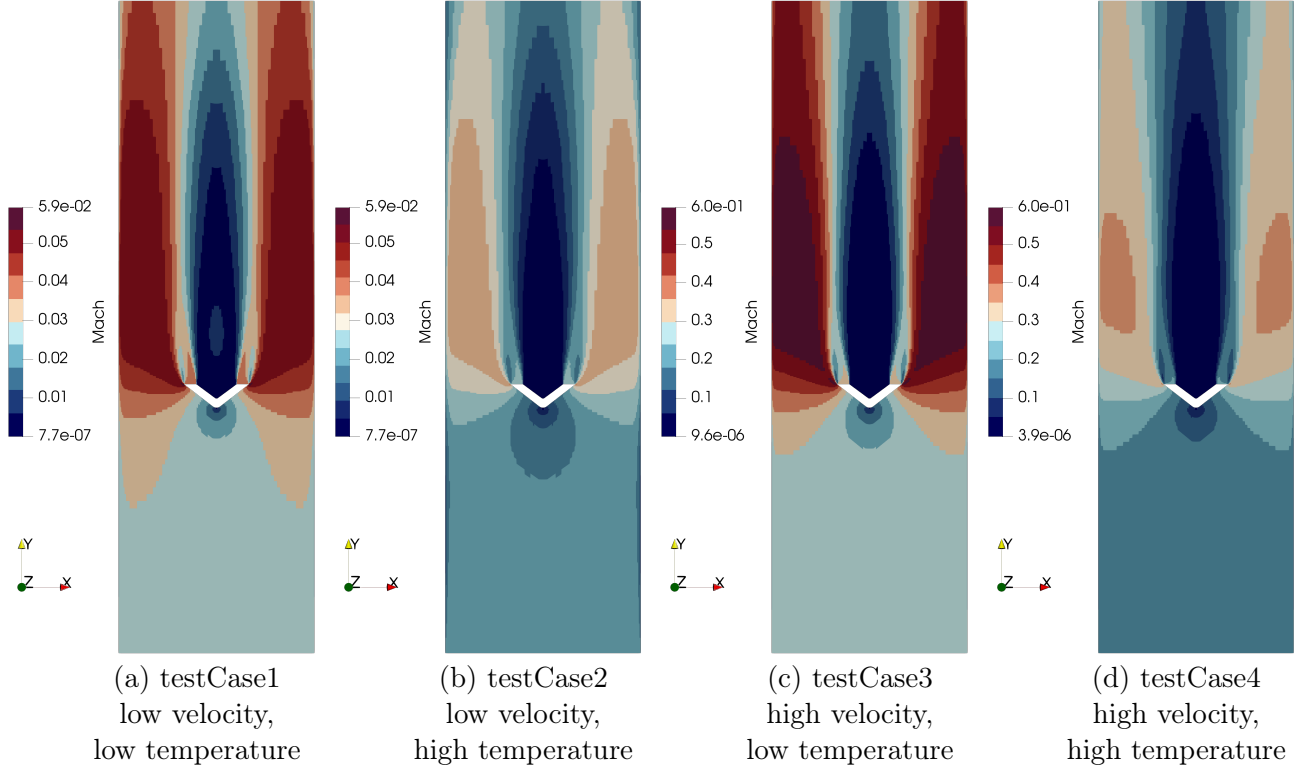 5.9e-02
0.05
0.04
0.03
0.02
0.01
7.7e-07
Mach
Y
Z
X
(a) testCase1
low velocity,
low temperature
5.9e-02
0.05
0.04
0.03
0.02
0.01
7.7e-07
Mach
Y
Z
X
(b) testCase2
low velocity,
high temperature
6.0e-01
0.5
0.4
0.3
0.2
0.1
9.6e-06
Mach
Y
Z
X
(c) testCase3
high velocity,
low temperature
6.0e-01
0.5
0.4
0.3
0.2
0.1
3.9e-06
Mach
Y
Z
X
(d) testCase4
high velocity,
high temperature